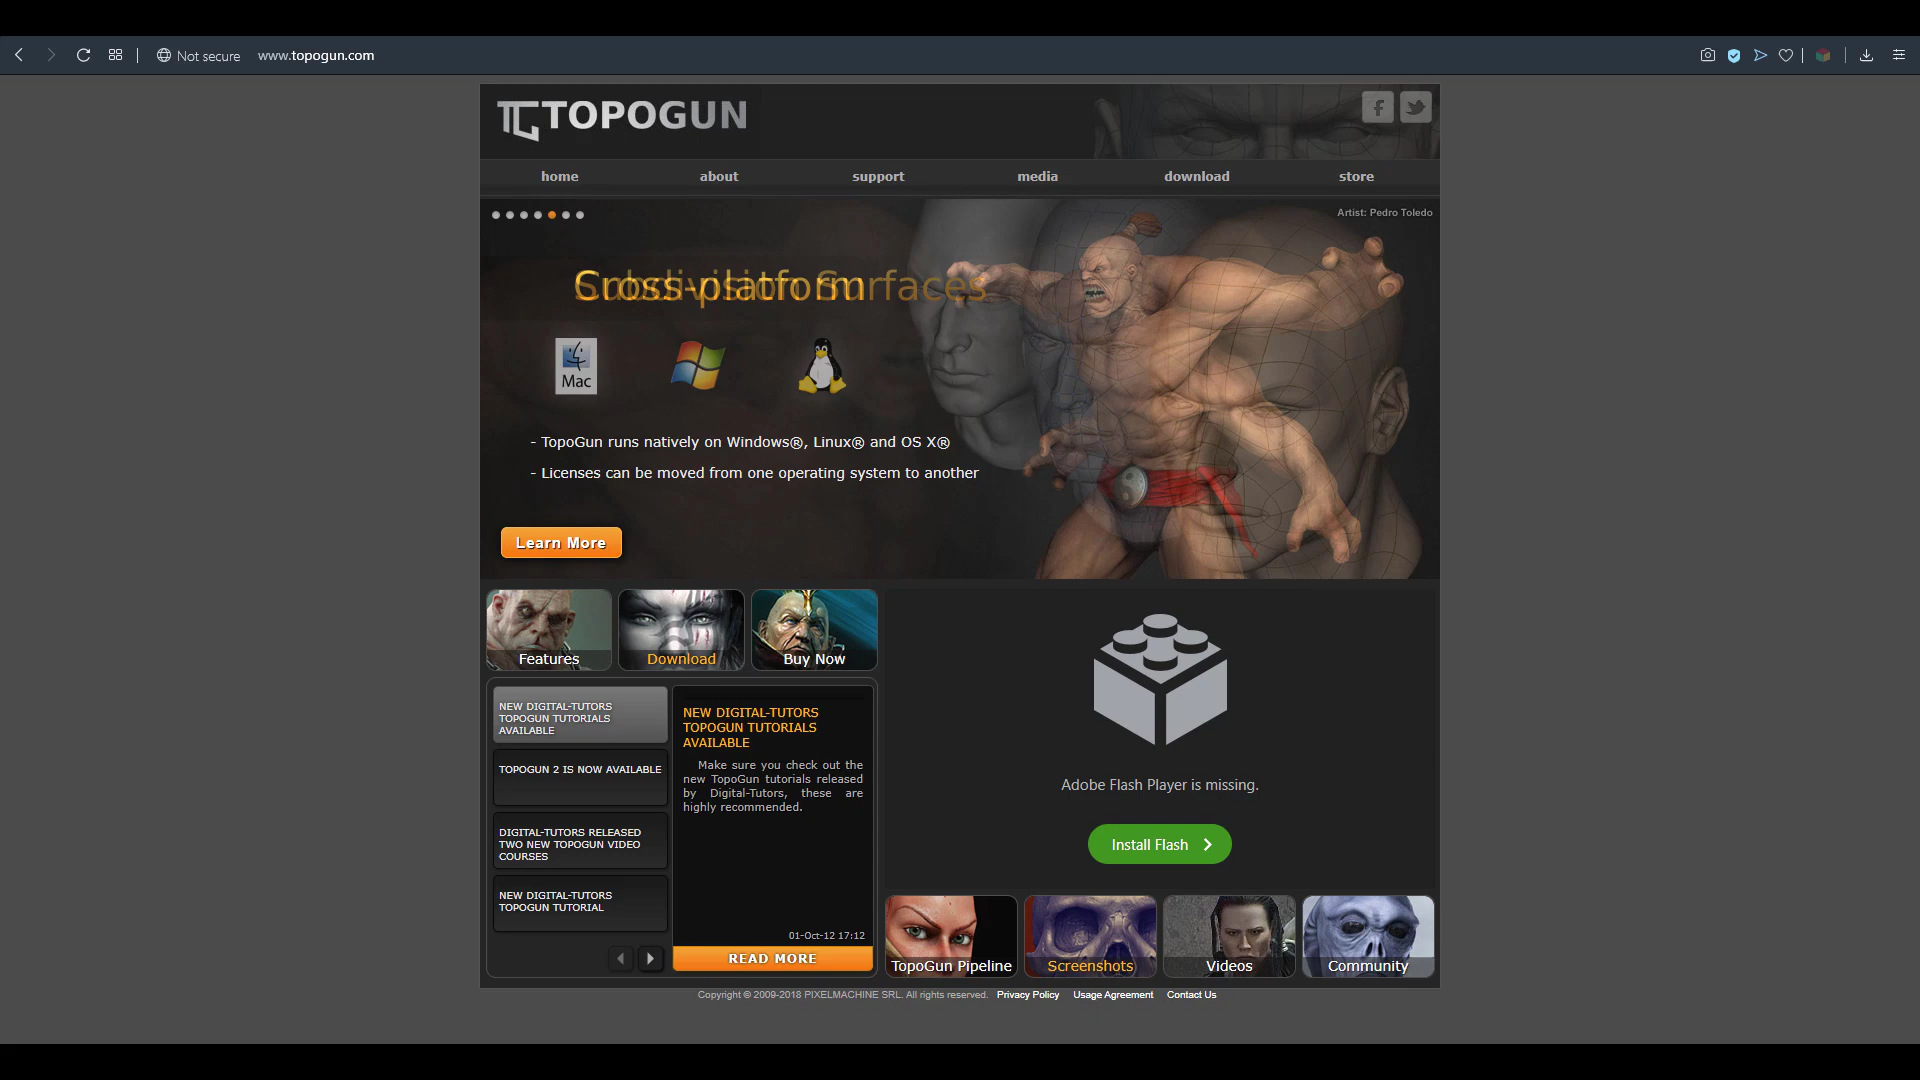 Not secure www.topogun.com
TOPOGUN
home about support media download store
Artist: Pedro Toledo
Cross-platform
Subdivision Surfaces
Mac
- TopoGun runs natively on Windows®, Linux® and OS X®
- Licenses can be moved from one operating system to another
Learn More
Features Download Buy Now
NEW DIGITAL-TUTORS
TOPOGUN TUTORIALS
AVAILABLE
TOPOGUN 2 IS NOW AVAILABLE
DIGITAL-TUTORS RELEASED
TWO NEW TOPOGUN VIDEO
COURSES
NEW DIGITAL-TUTORS
TOPOGUN TUTORIAL
NEW DIGITAL-TUTORS
TOPOGUN TUTORIALS
AVAILABLE
Make sure you check out the
new TopoGun tutorials released
by Digital-Tutors, these are
highly recommended.
01-Oct-12 17:12
READ MORE
Adobe Flash Player is missing.
Install Flash
TopoGun Pipeline Screenshots Videos Community
Copyright © 2009-2018 PIXELMACHINE SRL. All rights reserved. Privacy Policy Usage Agreement Contact Us